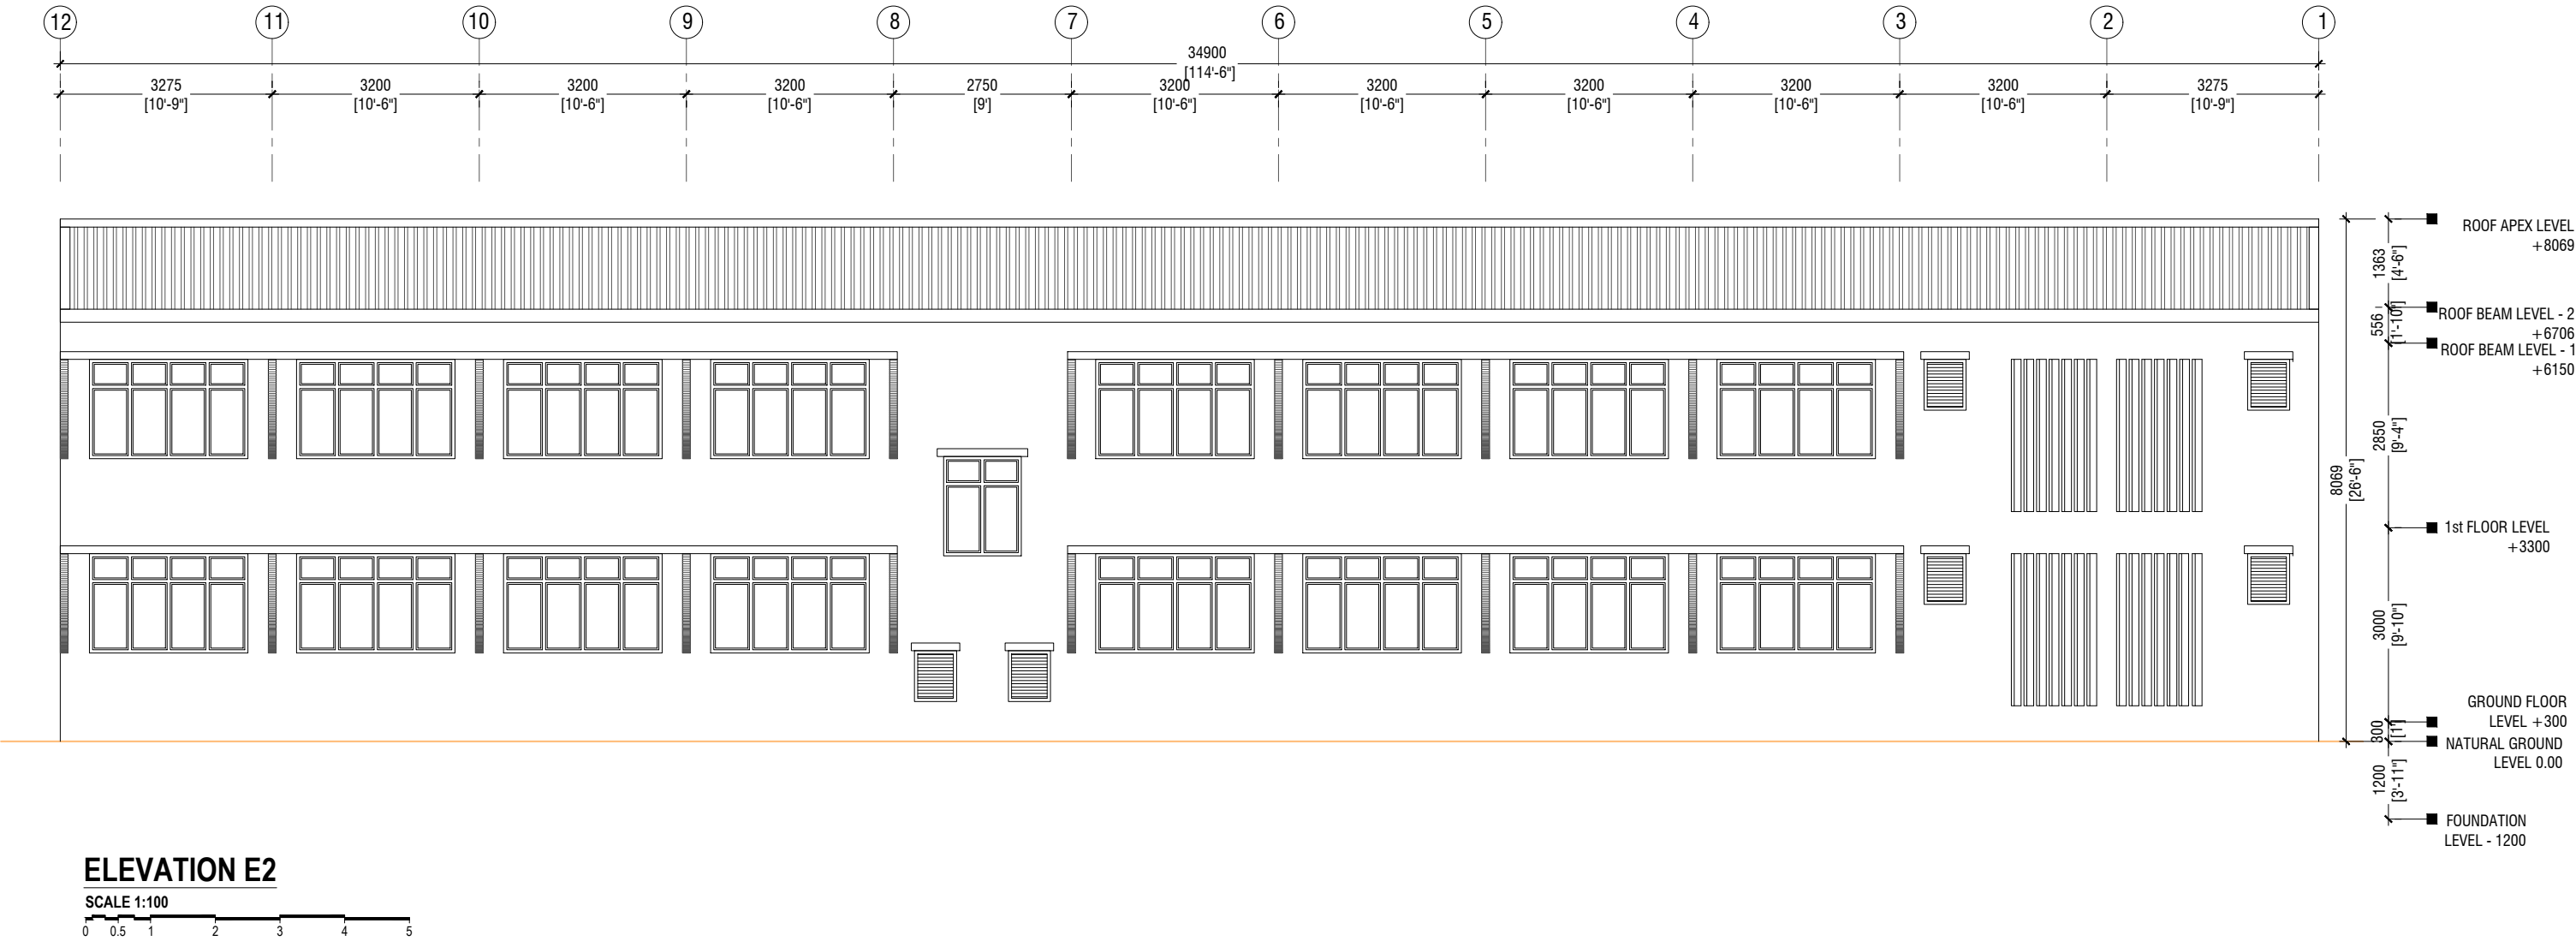 12 11 10 9 8 7 6 5 4 3 2 1
34900
[114'-6"]
3275 3200 3200 3200 2750 3200 3200 3200 3200 3200 3275
[10'-9"] [10'-6"] [10'-6"] [10'-6"] [9'] [10'-6"] [10'-6"] [10'-6"] [10'-6"] [10'-6"] [10'-9"]
ROOF APEX LEVEL
+8069
1363
[4'-6"]
ROOF BEAM LEVEL - 2
+6706
556
[1'-10"]
ROOF BEAM LEVEL - 1
+6150
2850
[9'-4"]
8069
[26'-6"]
1st FLOOR LEVEL
+3300
3000
[9'-10"]
GROUND FLOOR
LEVEL +300
300
[1']
NATURAL GROUND
LEVEL 0.00
1200
[3'-11"]
FOUNDATION
LEVEL - 1200
ELEVATION E2
SCALE 1:100
0 0.5 1 2 3 4 5